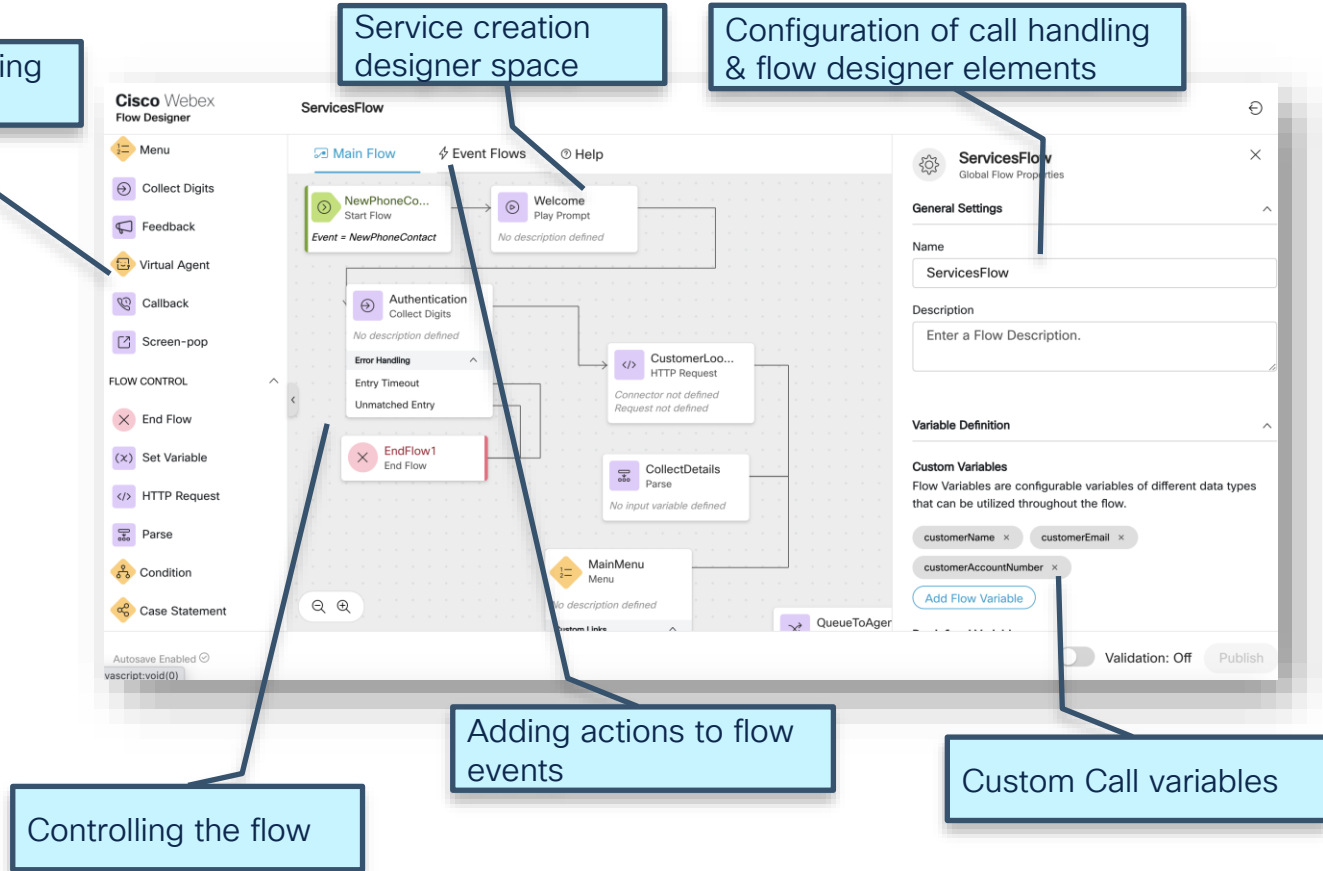 Service creation
designer space
Configuration of call handling
& flow designer elements
Cisco Webex
Flow Designer
ServicesFlow
Menu
Collect Digits
Feedback
Virtual Agent
Callback
Screen-pop
FLOW CONTROL
End Flow
Set Variable
HTTP Request
Parse
Condition
Case Statement
Autosave Enabled
vascript:void(0)
Main Flow
Event Flows
Help
NewPhoneCo...
Start Flow
Event = NewPhoneContact
Welcome
Play Prompt
No description defined
Authentication
Collect Digits
No description defined
Error Handling
Entry Timeout
Unmatched Entry
EndFlow1
End Flow
CustomerLoo...
HTTP Request
Connector not defined
Request not defined
CollectDetails
Parse
No input variable defined
MainMenu
Menu
No description defined
Custom Links
QueueToAgen
ServicesFlow
Global Flow Properties
General Settings
Name
ServicesFlow
Description
Enter a Flow Description.
Variable Definition
Custom Variables
Flow Variables are configurable variables of different data types
that can be utilized throughout the flow.
customerName × customerEmail ×
customerAccountNumber ×
Add Flow Variable
Validation: Off
Publish
Adding actions to flow
events
Custom Call variables
Controlling the flow